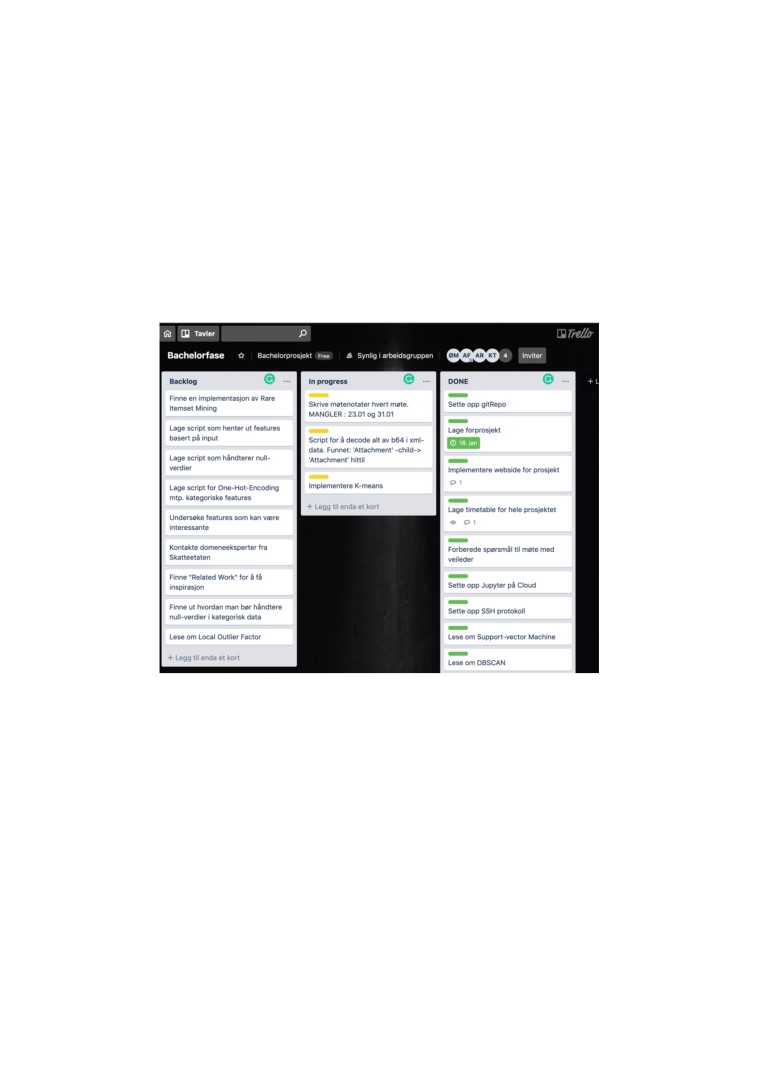 Tavler
Trello
Bachelorfase
Bachelorprosjekt Free
Synlig i arbeidsgruppen
ØM AF AR KT 4
Inviter
Backlog
Finne en implementasjon av Rare
Itemset Mining
Lage script som henter ut features
basert på input
Lage script som håndterer null-
verdier
Lage script for One-Hot-Encoding
mtp. kategoriske features
Undersøke features som kan være
interessante
Kontakte domeneeksperter fra
Skatteetaten
Finne "Related Work" for å få
inspirasjon
Finne ut hvordan man bør håndtere
null-verdier i kategorisk data
Lese om Local Outlier Factor
+ Legg til enda et kort
In progress
Skrive møtenotater hvert møte.
MANGLER : 23.01 og 31.01
Script for å decode alt av b64 i xml-
data. Funnet: 'Attachment' -child->
'Attachment' hittil
Implementere K-means
+ Legg til enda et kort
DONE
Sette opp gitRepo
Lage forprosjekt
18. jan
Implementere webside for prosjekt
1
Lage timetable for hele prosjektet
1
Forberede spørsmål til møte med
veileder
Sette opp Jupyter på Cloud
Sette opp SSH protokoll
Lese om Support-vector Machine
Lese om DBSCAN
+ L